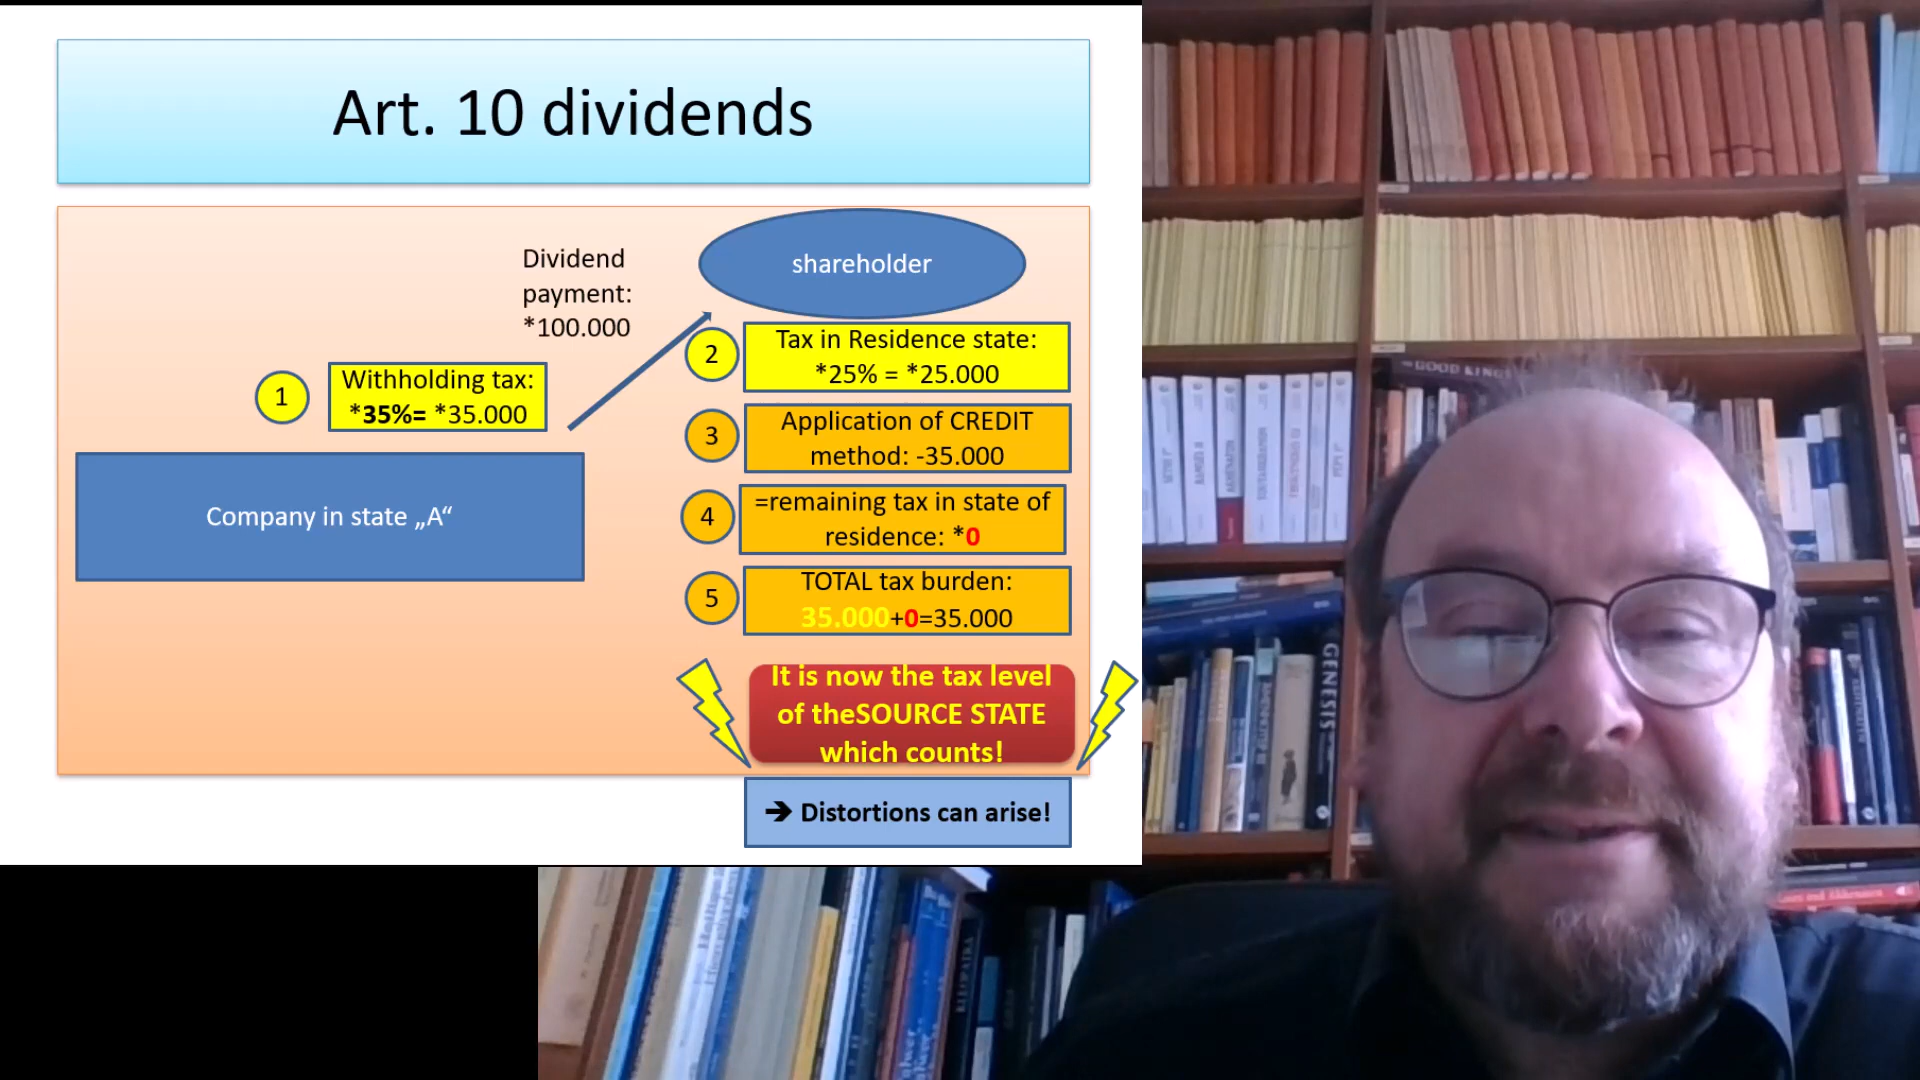 Art. 10 dividends
Dividend
payment:
*100.000
shareholder
1
Withholding tax:
*35%= *35.000
Company in state „A“
2
Tax in Residence state:
*25% = *25.000
3
Application of CREDIT
method: -35.000
4
=remaining tax in state of
residence: *0
5
TOTAL tax burden:
35.000+0=35.000
It is now the tax level
of theSOURCE STATE
which counts!
➔ Distortions can arise!
GENESIS